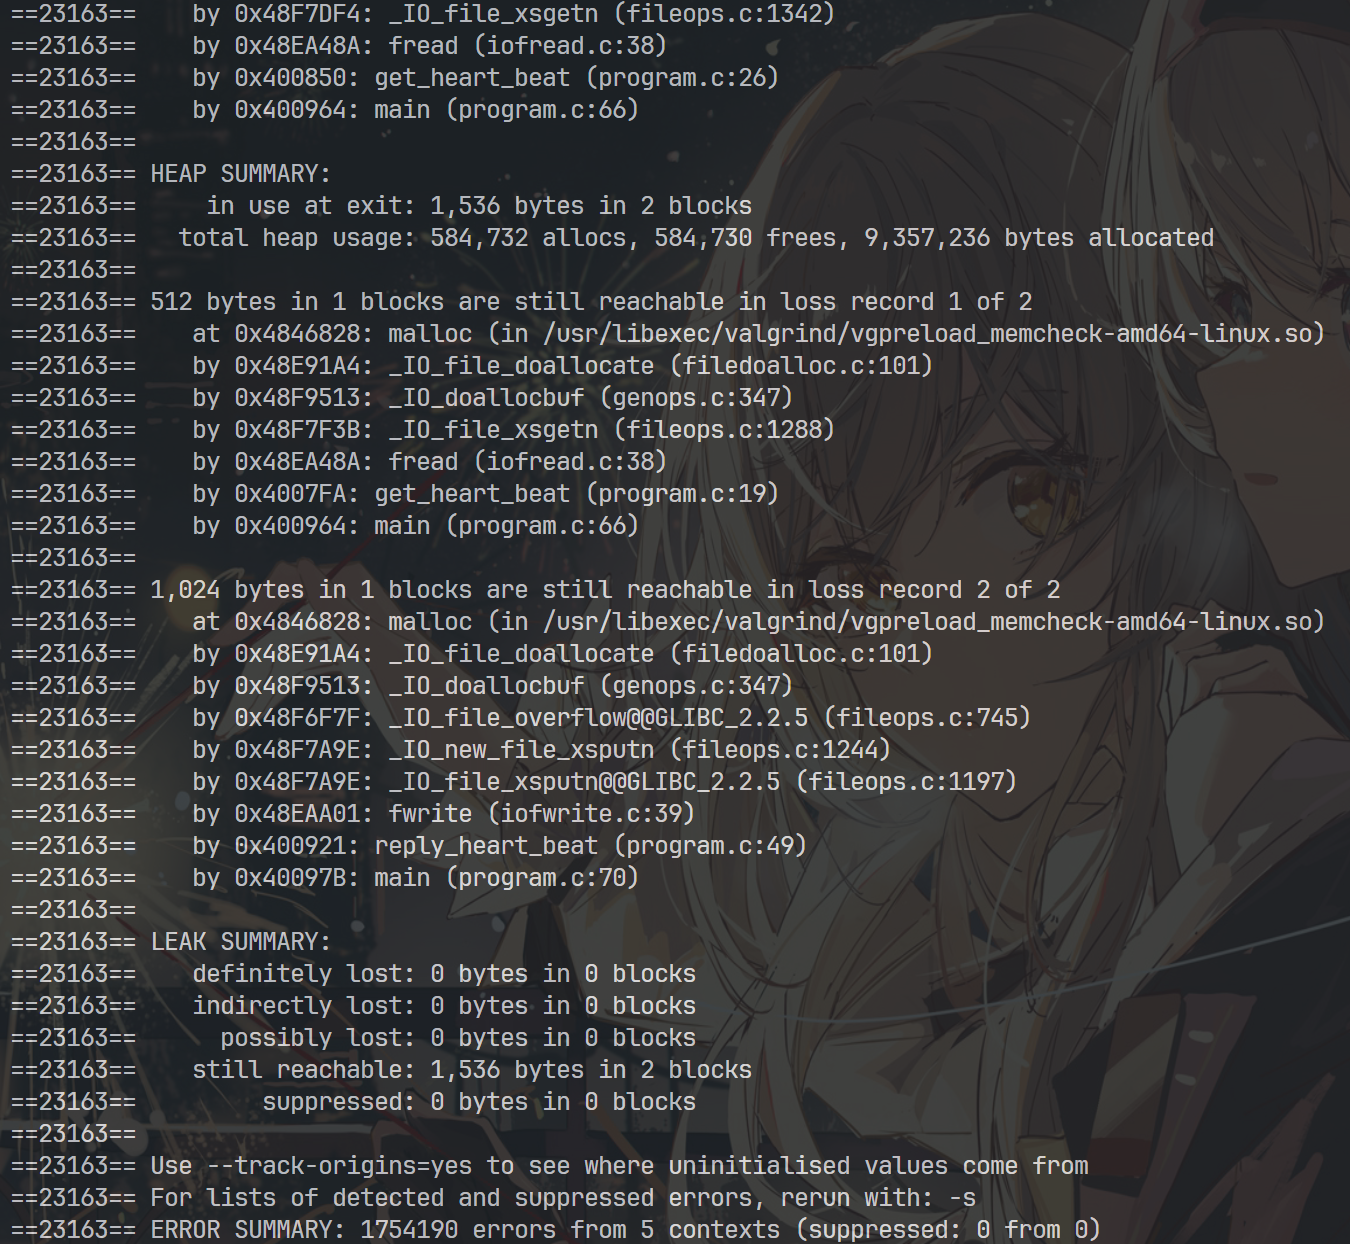 ==23163==    by 0x48F7DF4: _IO_file_xsgetn (fileops.c:1342)
==23163==    by 0x48EA48A: fread (iofread.c:38)
==23163==    by 0x400850: get_heart_beat (program.c:26)
==23163==    by 0x400964: main (program.c:66)
==23163==
==23163== HEAP SUMMARY:
==23163==     in use at exit: 1,536 bytes in 2 blocks
==23163==   total heap usage: 584,732 allocs, 584,730 frees, 9,357,236 bytes allocated
==23163==
==23163== 512 bytes in 1 blocks are still reachable in loss record 1 of 2
==23163==    at 0x4846828: malloc (in /usr/libexec/valgrind/vgpreload_memcheck-amd64-linux.so)
==23163==    by 0x48E91A4: _IO_file_doallocate (filedoalloc.c:101)
==23163==    by 0x48F9513: _IO_doallocbuf (genops.c:347)
==23163==    by 0x48F7F3B: _IO_file_xsgetn (fileops.c:1288)
==23163==    by 0x48EA48A: fread (iofread.c:38)
==23163==    by 0x4007FA: get_heart_beat (program.c:19)
==23163==    by 0x400964: main (program.c:66)
==23163==
==23163== 1,024 bytes in 1 blocks are still reachable in loss record 2 of 2
==23163==    at 0x4846828: malloc (in /usr/libexec/valgrind/vgpreload_memcheck-amd64-linux.so)
==23163==    by 0x48E91A4: _IO_file_doallocate (filedoalloc.c:101)
==23163==    by 0x48F9513: _IO_doallocbuf (genops.c:347)
==23163==    by 0x48F6F7F: _IO_file_overflow@@GLIBC_2.2.5 (fileops.c:745)
==23163==    by 0x48F7A9E: _IO_new_file_xsputn (fileops.c:1244)
==23163==    by 0x48F7A9E: _IO_file_xsputn@@GLIBC_2.2.5 (fileops.c:1197)
==23163==    by 0x48EAA01: fwrite (iofwrite.c:39)
==23163==    by 0x400921: reply_heart_beat (program.c:49)
==23163==    by 0x40097B: main (program.c:70)
==23163==
==23163== LEAK SUMMARY:
==23163==    definitely lost: 0 bytes in 0 blocks
==23163==    indirectly lost: 0 bytes in 0 blocks
==23163==      possibly lost: 0 bytes in 0 blocks
==23163==    still reachable: 1,536 bytes in 2 blocks
==23163==         suppressed: 0 bytes in 0 blocks
==23163==
==23163== Use --track-origins=yes to see where uninitialised values come from
==23163== For lists of detected and suppressed errors, rerun with: -s
==23163== ERROR SUMMARY: 1754190 errors from 5 contexts (suppressed: 0 from 0)